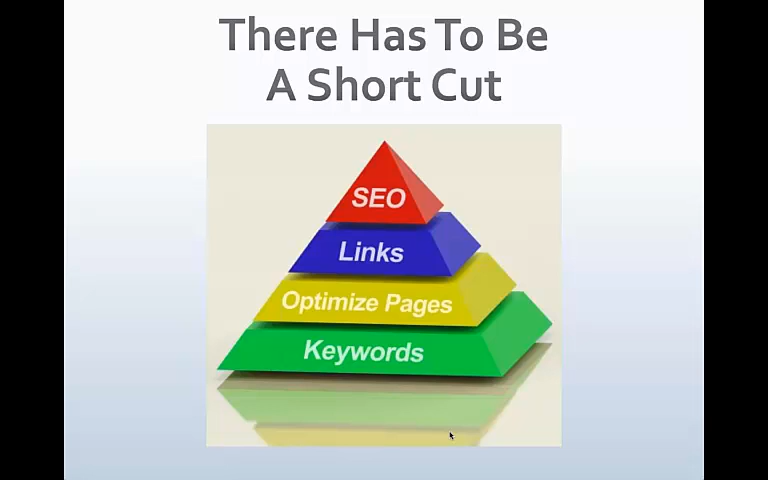 There Has To Be
A Short Cut
SEO
Links
Optimize Pages
Keywords